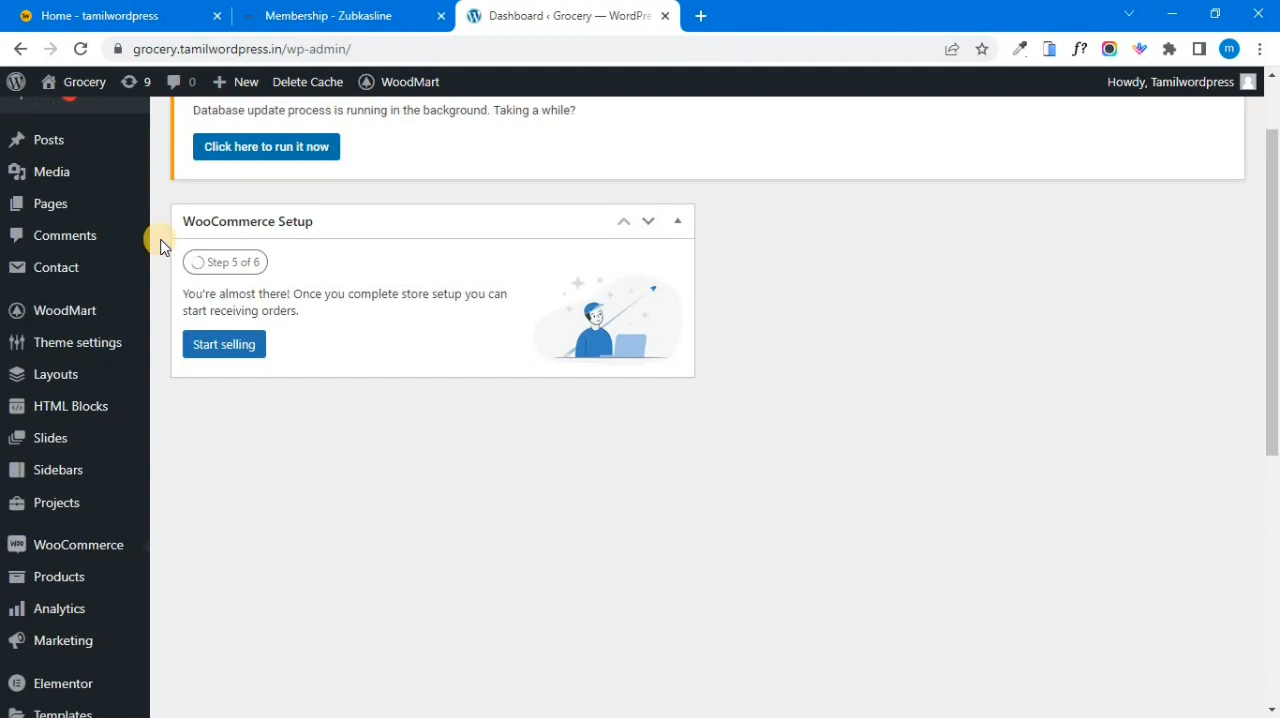 Home - tamilwordpress
Membership - Zubkasline
Dashboard ‹ Grocery — WordPre
grocery.tamilwordpress.in/wp-admin/
f?
m
Grocery
9
0
New
Delete Cache
WoodMart
Howdy, Tamilwordpress
Posts
Media
Pages
Comments
Contact
WoodMart
Theme settings
Layouts
HTML Blocks
Slides
Sidebars
Projects
WooCommerce
Products
Analytics
Marketing
Elementor
Templates
Database update process is running in the background. Taking a while?
Click here to run it now
WooCommerce Setup
Step 5 of 6
You're almost there! Once you complete store setup you can
start receiving orders.
Start selling